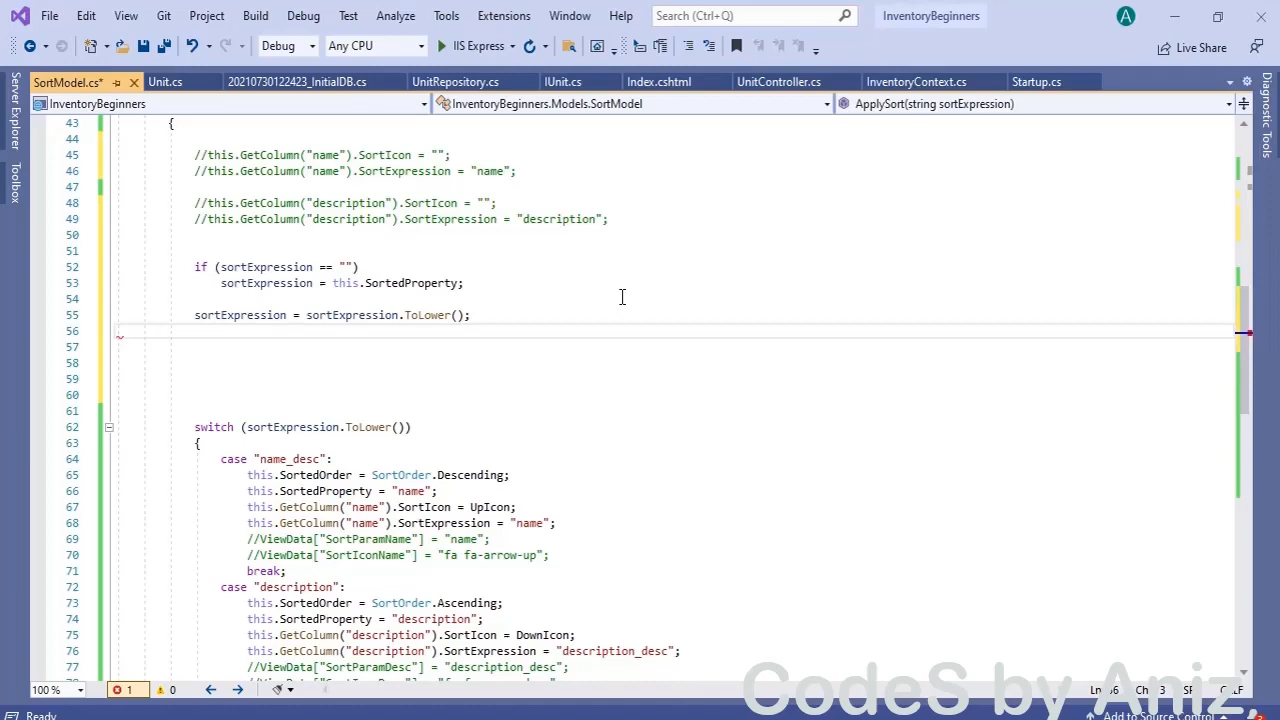 File Edit View Git Project Build Debug Test Analyze Tools Extensions Window Help Search (Ctrl+Q) InventoryBeginners A
Debug Any CPU IIS Express Live Share
SortModel.cs* Unit.cs 20210730122423_InitialDB.cs UnitRepository.cs IUnit.cs Index.cshtml UnitController.cs InventoryContext.cs Startup.cs
InventoryBeginners InventoryBeginners.Models.SortModel ApplySort(string sortExpression)
Server Explorer
Toolbox
Diagnostic Tools
43 {
44
45 //this.GetColumn("name").SortIcon = "";
46 //this.GetColumn("name").SortExpression = "name";
47
48 //this.GetColumn("description").SortIcon = "";
49 //this.GetColumn("description").SortExpression = "description";
50
51
52 if (sortExpression == "")
53 sortExpression = this.SortedProperty;
54
55 sortExpression = sortExpression.ToLower();
56
57
58
59
60
61
62 switch (sortExpression.ToLower())
63 {
64 case "name_desc":
65 this.SortedOrder = SortOrder.Descending;
66 this.SortedProperty = "name";
67 this.GetColumn("name").SortIcon = UpIcon;
68 this.GetColumn("name").SortExpression = "name";
69 //ViewData["SortParamName"] = "name";
70 //ViewData["SortIconName"] = "fa fa-arrow-up";
71 break;
72 case "description":
73 this.SortedOrder = SortOrder.Ascending;
74 this.SortedProperty = "description";
75 this.GetColumn("description").SortIcon = DownIcon;
76 this.GetColumn("description").SortExpression = "description_desc";
77 //ViewData["SortParamDesc"] = "description_desc";
100 % 1 0 Ln: 56
CodeS by Aniz.
Ready Add to Source Control